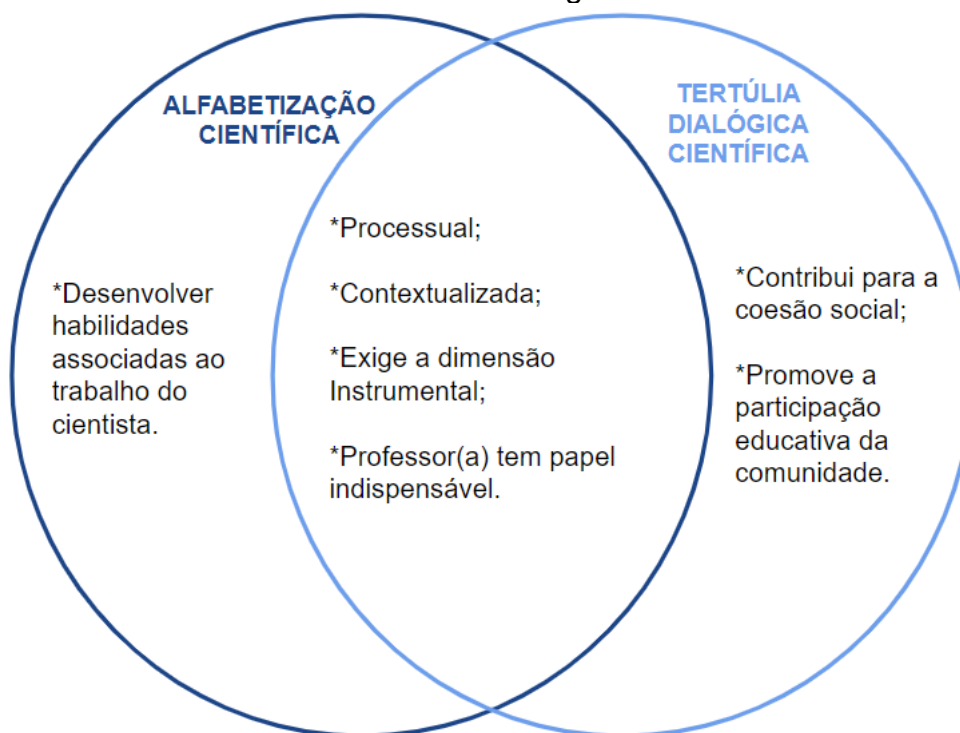 ALFABETIZAÇÃO
CIENTÍFICA
TERTÚLIA
DIALÓGICA
CIENTÍFICA
*Desenvolver
habilidades
associadas ao
trabalho do
cientista.
*Processual;
*Contextualizada;
*Exige a dimensão
Instrumental;
*Professor(a) tem papel
indispensável.
*Contribui para a
coesão social;
*Promove a
participação
educativa da
comunidade.